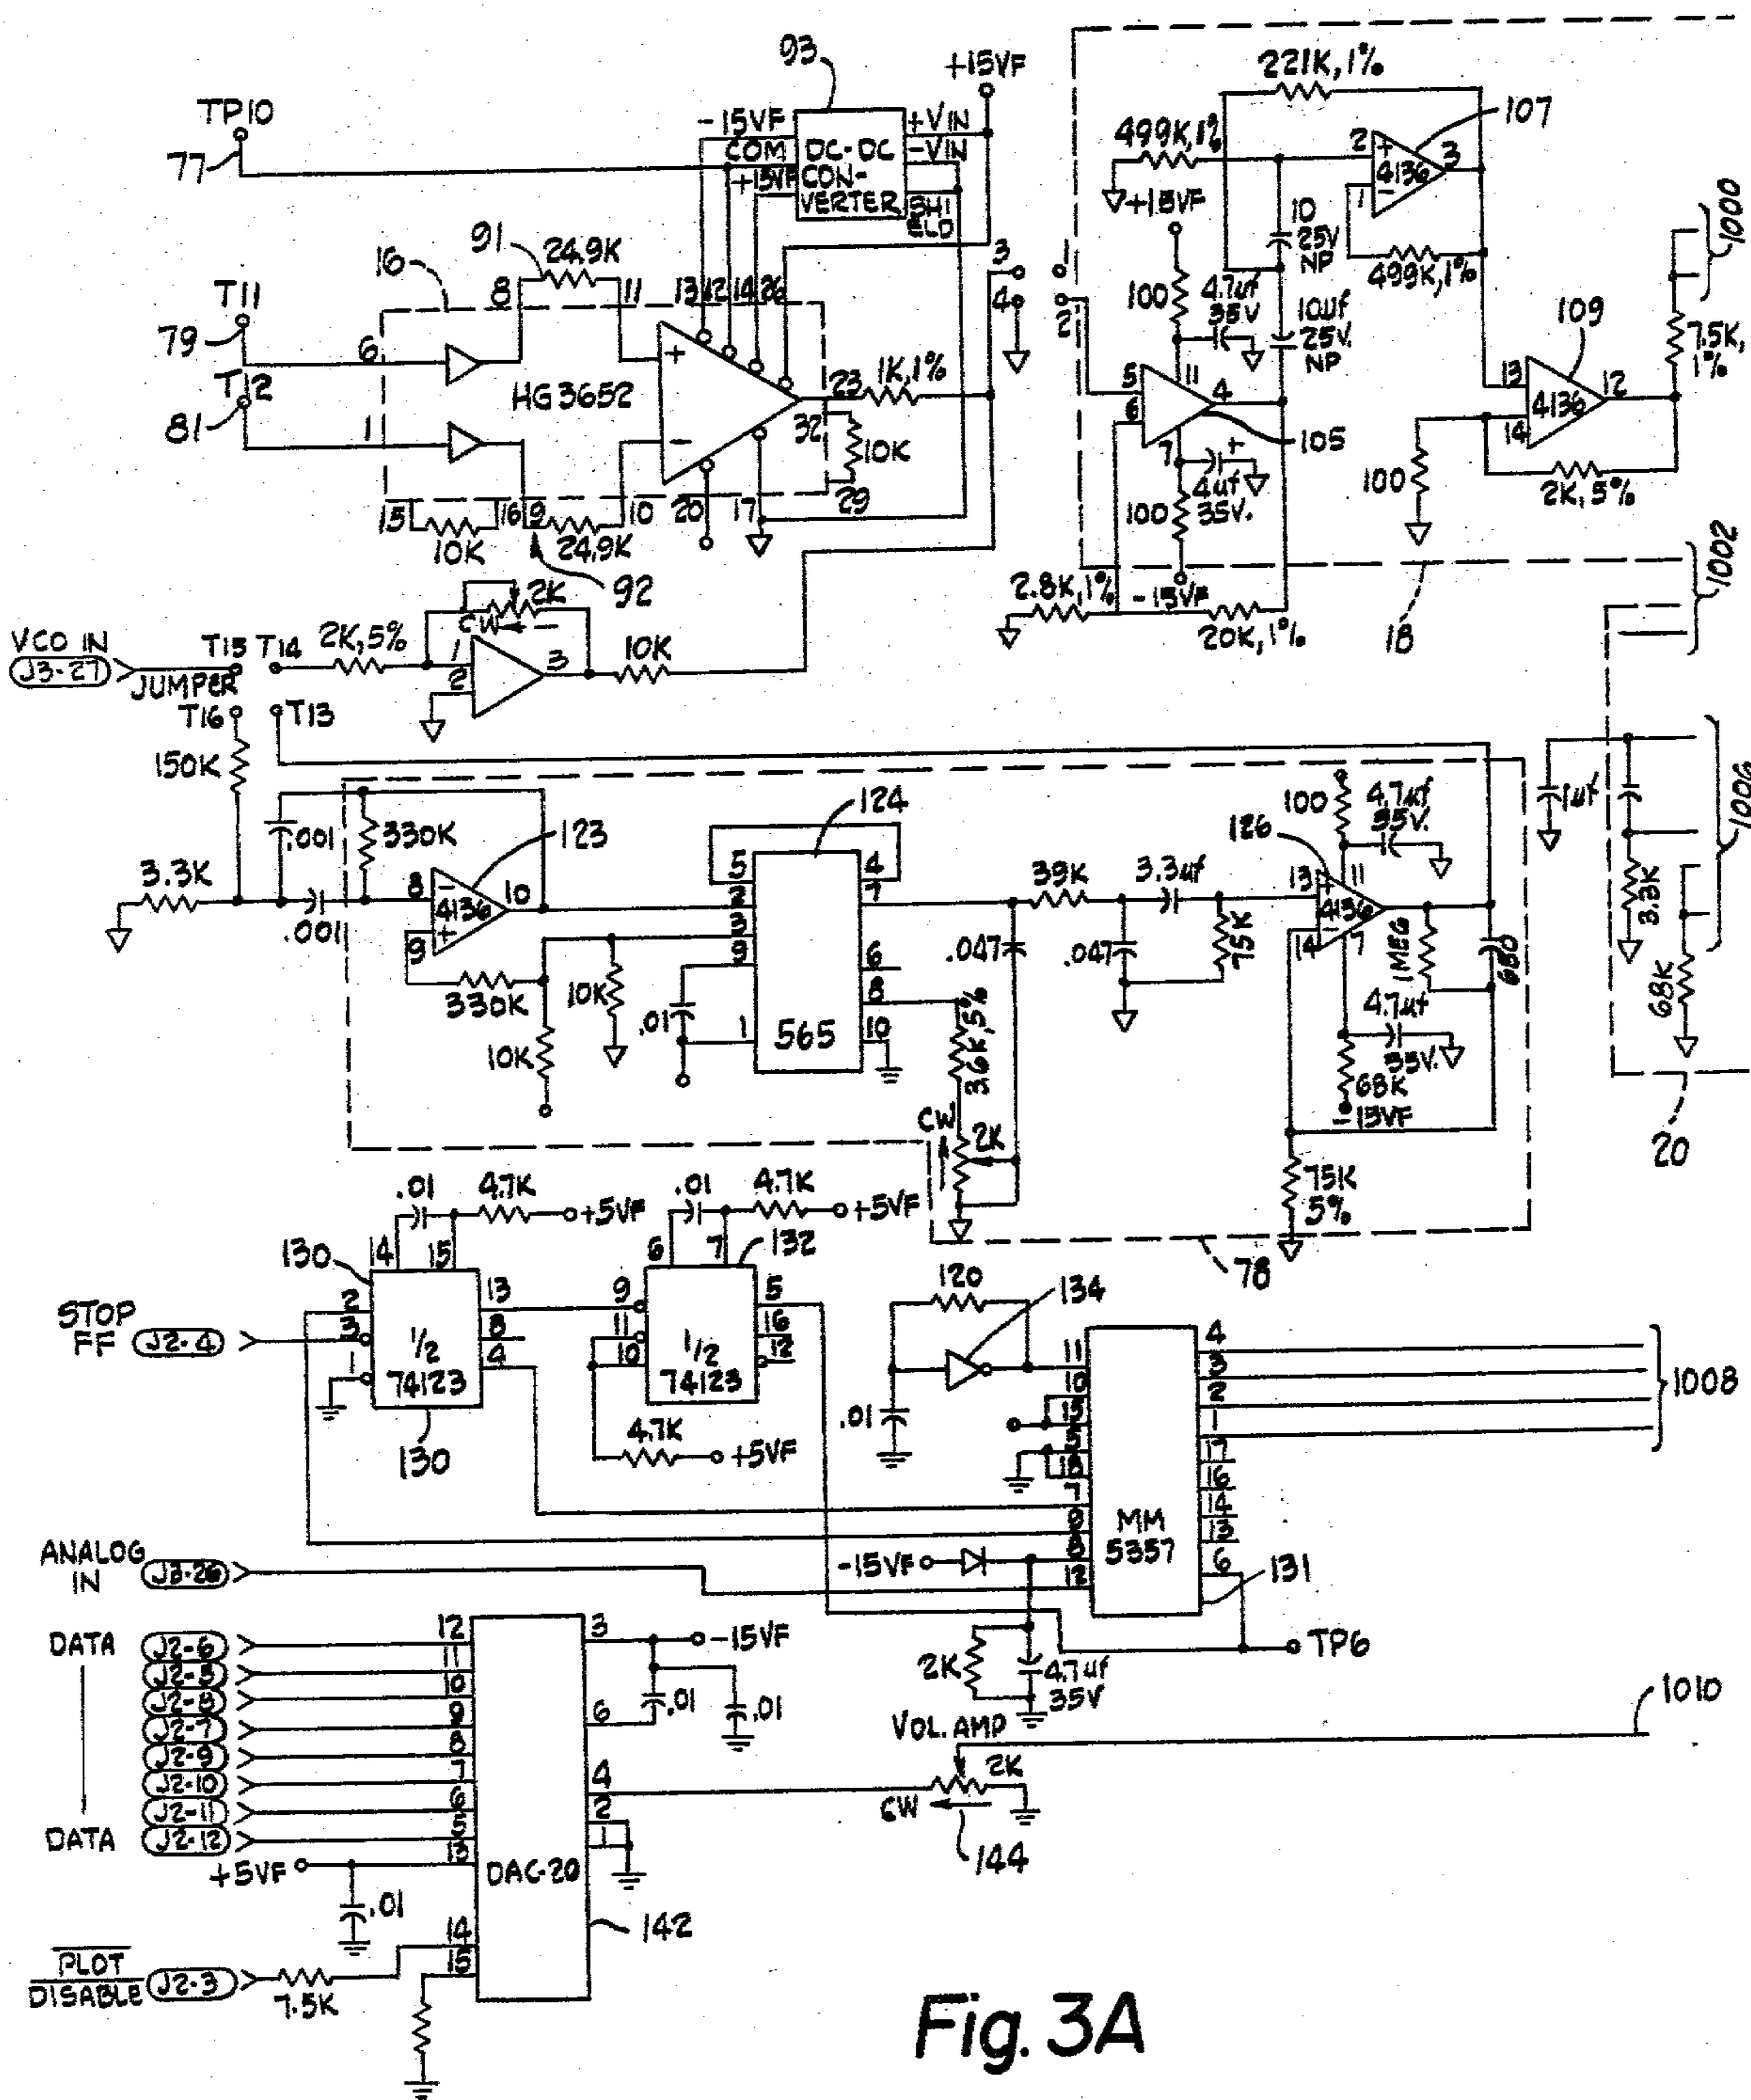 93
+15VF
TP10
77
-15VF
COM
+15VF
DC-DC
CON-
VERTER
+VIN
-VIN
SHI
ELD
221K, 1%
499K, 1%
107
2
+
4136
3
1
-
+15VF
10
25V
NP
499K, 1%
1000
91
24.9K
16
8
11
13
12
14
26
3
4
1
2
T11
79
6
T12
81
1
HG3652
+
-
23
1K, 1%
32
10K
29
100
4.7uf
35V
10uf
25V.
NP
109
7.5K,
1%
5
6
11
4
7
105
+
4uf
35V.
100
13
4136
12
14
100
2K, 5%
15
16
9
10
20
17
10K
24.9K
92
2.8K, 1%
-15VF
20K, 1%
18
1002
VCO IN
J3-27
JUMPER
T15
T14
2K, 5%
2K
CW
1
2
3
10K
T16
T13
150K
124
1uf
1006
.001
330K
123
3.3K
8
-
4136
10
+
9
.001
330K
10K
10K
.01
5
2
3
9
1
4
7
6
8
10
565
39K
3.3uf
.047
.047
75K
126
100
4.7uf
35V.
13
+
11
4136
14
-
7
1MEG
680
4.7uf
35V.
68K
-15VF
3.6K, 5%
CW
2K
75K
5%
3.3K
68K
20
78
.01
4.7K
+5VF
.01
4.7K
+5VF
130
14
15
6
7
132
STOP
FF
J2-4
2
3
1
1/2
74123
13
8
4
9
11
10
1/2
74123
5
16
12
130
4.7K
+5VF
120
134
.01
11
10
18
7
8
12
MM
5357
4
3
2
1
17
16
14
13
6
1008
131
ANALOG
IN
J3-26
-15VF
2K
4.7uf
35V
TP6
DATA
J2-6
J2-5
J2-8
J2-7
J2-9
J2-10
J2-11
J2-12
DATA
12
11
10
9
8
7
6
5
13
3
-15VF
6
.01
.01
4
2
1
DAC-20
VOL. AMP
2K
CW
144
1010
+5VF
.01
142
PLOT
DISABLE
J2-3
7.5K
14
15
Fig. 3A